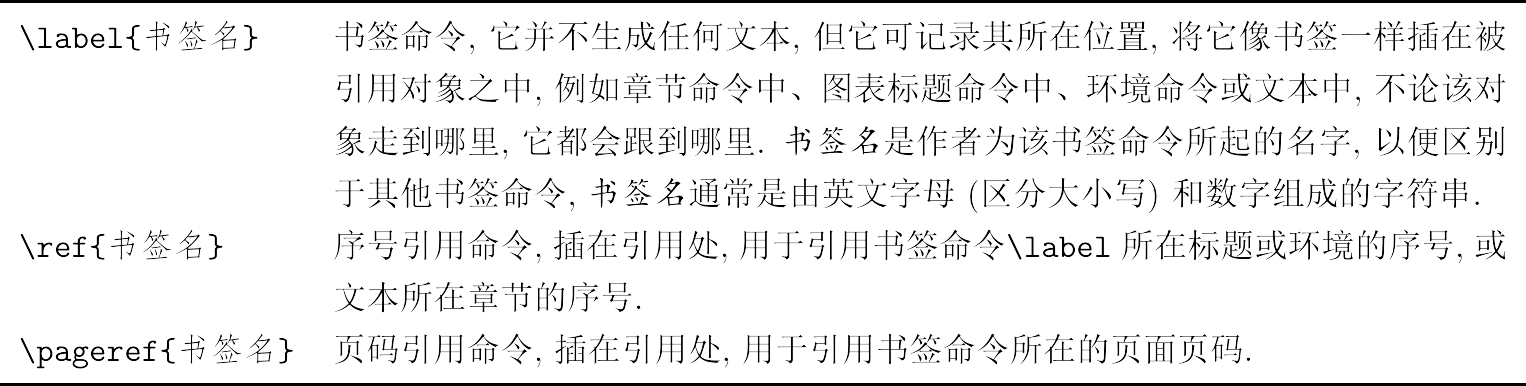 \label{书签名} 书签命令, 它并不生成任何文本, 但它可记录其所在位置, 将它像书签一样插在被
引用对象之中, 例如章节命令中、图表标题命令中、环境命令或文本中, 不论该对
象走到哪里, 它都会跟到哪里. 书签名是作者为该书签命令所起的名字, 以便区别
于其他书签命令, 书签名通常是由英文字母 (区分大小写) 和数字组成的字符串.
\ref{书签名} 序号引用命令, 插在引用处, 用于引用书签命令\label 所在标题或环境的序号, 或
文本所在章节的序号.
\pageref{书签名} 页码引用命令, 插在引用处, 用于引用书签命令所在的页面页码.